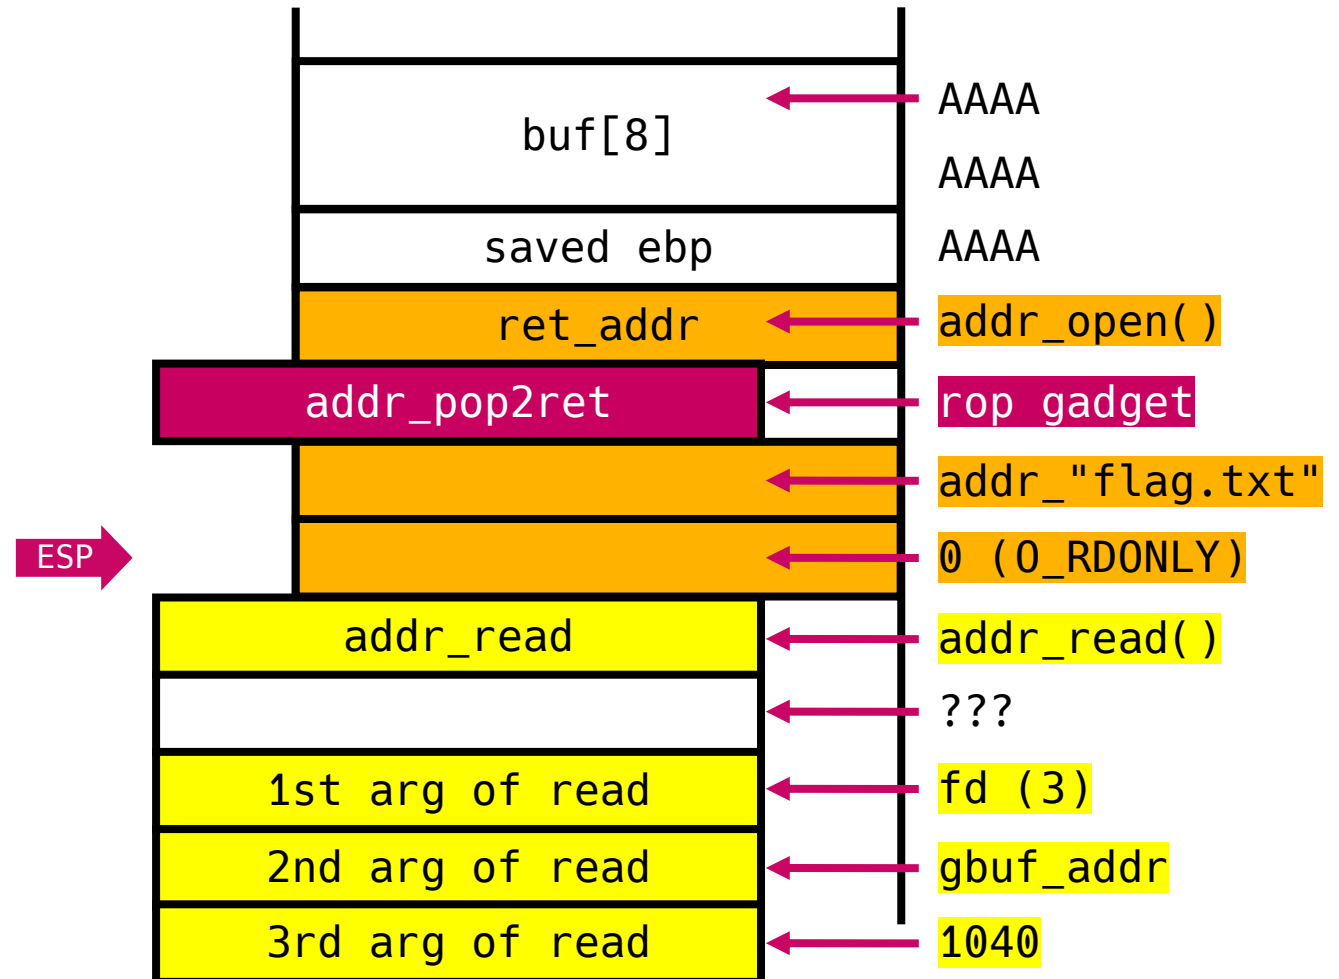 buf[8]
AAAA
AAAA
saved ebp
AAAA
ret_addr
addr_open()
addr_pop2ret
rop gadget
addr_"flag.txt"
ESP
0 (O_RDONLY)
addr_read
addr_read()
???
1st arg of read
fd (3)
2nd arg of read
gbuf_addr
3rd arg of read
1040